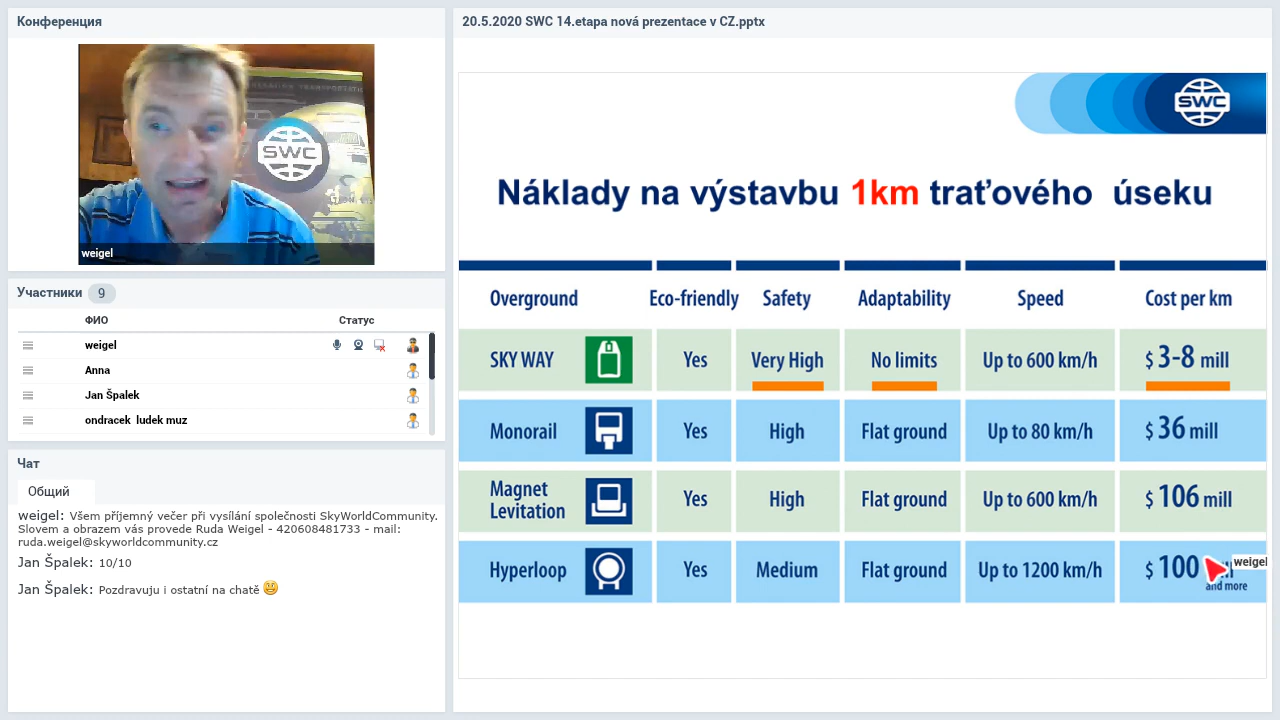 Конференция
SWC
weigel
Участники 9
ФИО Статус
weigel
Anna
Jan Špalek
ondracek ludek muz
Чат
Общий
weigel: Všem příjemný večer při vysílání společnosti SkyWorldCommunity.
Slovem a obrazem vás provede Ruda Weigel - 420608481733 - mail:
ruda.weigel@skyworldcommunity.cz
Jan Špalek: 10/10
Jan Špalek: Pozdravuju i ostatní na chatě
20.5.2020 SWC 14.etapa nová prezentace v CZ.pptx
SWC
Náklady na výstavbu 1km traťového úseku
Overground Eco-friendly Safety Adaptability Speed Cost per km
SKY WAY Yes Very High No limits Up to 600 km/h $ 3-8 mill
Monorail Yes High Flat ground Up to 80 km/h $ 36 mill
Magnet
Levitation Yes High Flat ground Up to 600 km/h $ 106 mill
Hyperloop Yes Medium Flat ground Up to 1200 km/h $ 100
weigel
and more